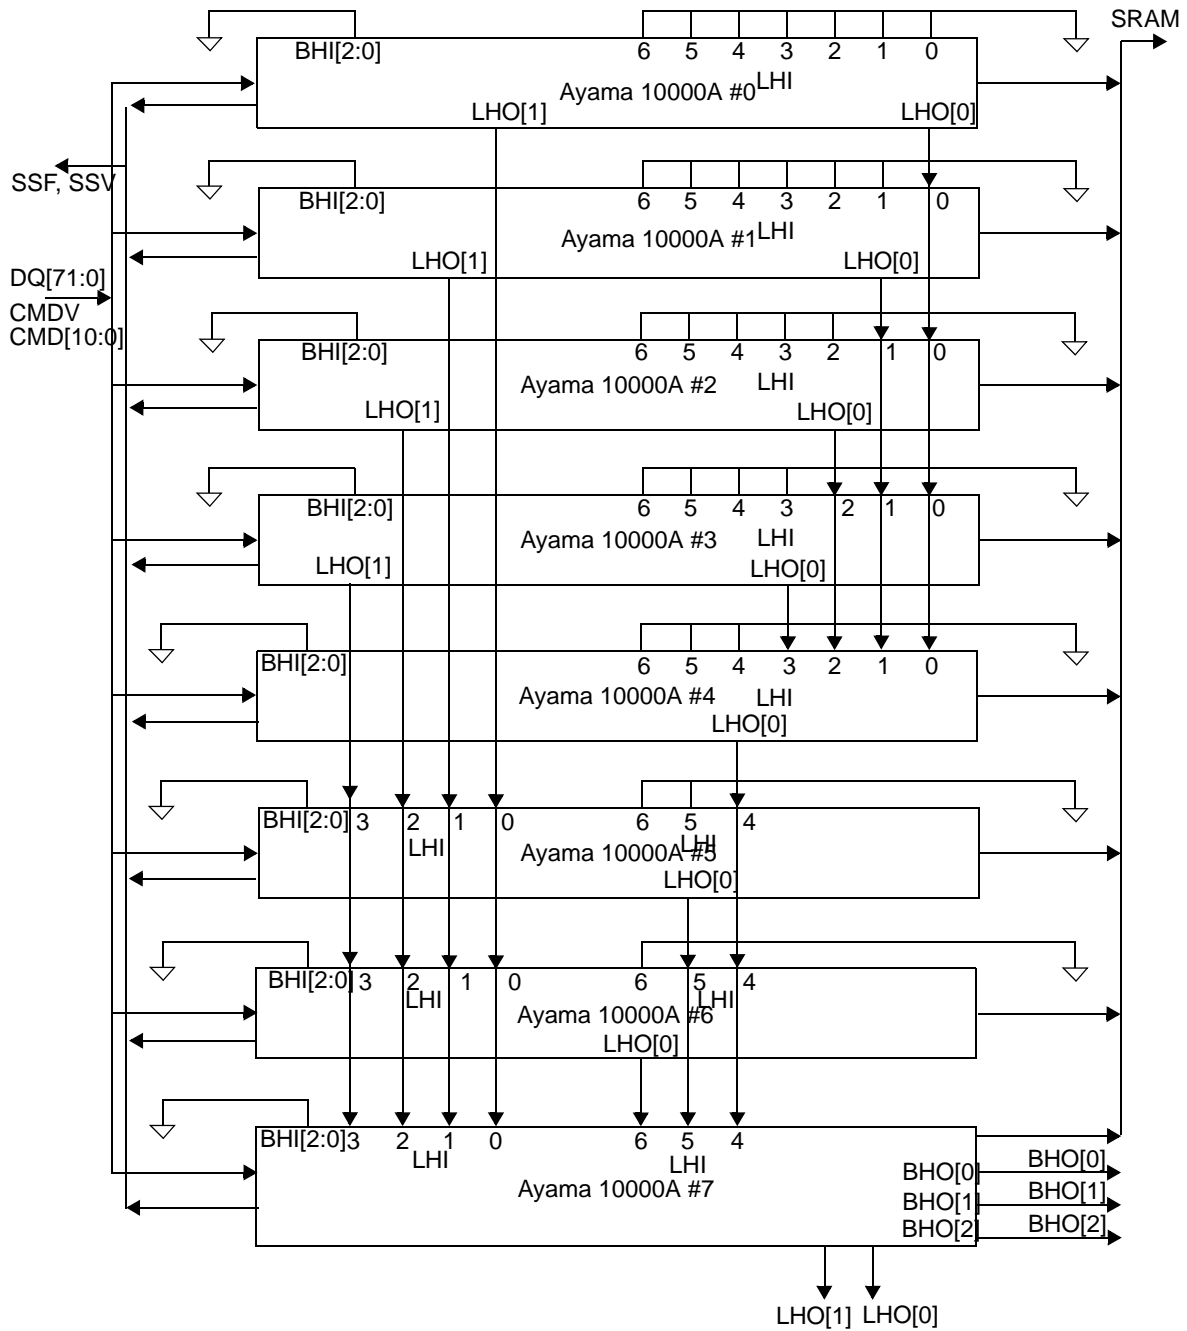 SRAM
BHI[2:0] 6 5 4 3 2 1 0
LHI
Ayama 10000A #0
LHO[1] LHO[0]
SSF, SSV
BHI[2:0] 6 5 4 3 2 1 0
LHI
Ayama 10000A #1
LHO[1] LHO[0]
DQ[71:0]
CMDV
CMD[10:0]
BHI[2:0] 6 5 4 3 2 1 0
Ayama 10000A #2 LHI
LHO[1] LHO[0]
BHI[2:0] 6 5 4 3 2 1 0
Ayama 10000A #3 LHI
LHO[1] LHO[0]
BHI[2:0] 6 5 4 3 2 1 0
Ayama 10000A #4 LHI
LHO[0]
BHI[2:0] 3 2 1 0 6 5 4
LHI Ayama 10000A #5 LHI
LHO[0]
BHI[2:0] 3 2 1 0 6 5 4
LHI LHI
Ayama 10000A #6
LHO[0]
BHI[2:0] 3 2 1 0 6 5 4
LHI LHI
Ayama 10000A #7
BHO[0] BHO[0]
BHO[1] BHO[1]
BHO[2] BHO[2]
LHO[1] LHO[0]